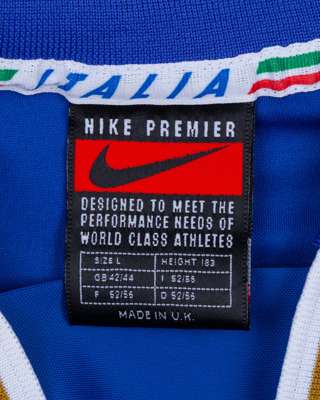 ITALIA
NIKE PREMIER
DESIGNED TO MEET THE
PERFORMANCE NEEDS OF
WORLD CLASS ATHLETES
SIZE L HEIGHT 183
GB 42/44 I 52/56
F 52/56 D 52/56
MADE IN U.K.